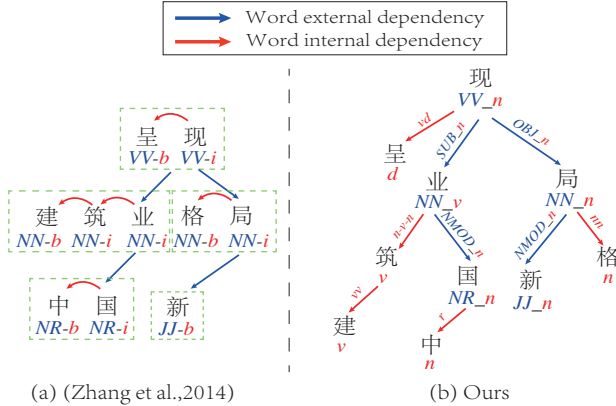 Word external dependency
Word internal dependency
呈 现
VV-b VV-i
建 筑 业 格 局
NN-b NN-i NN-i NN-b NN-i
中 国 新
NR-b NR-i JJ-b
(a) (Zhang et al.,2014)
现
VV_n
vd SUB_n OBJ_n
呈
d
业 局
NN_v NN_n
n-v-n NMOD_n NMOD_n nn
筑 国 新 格
v NR_n JJ_n n
vv r
建 中
v n
(b) Ours